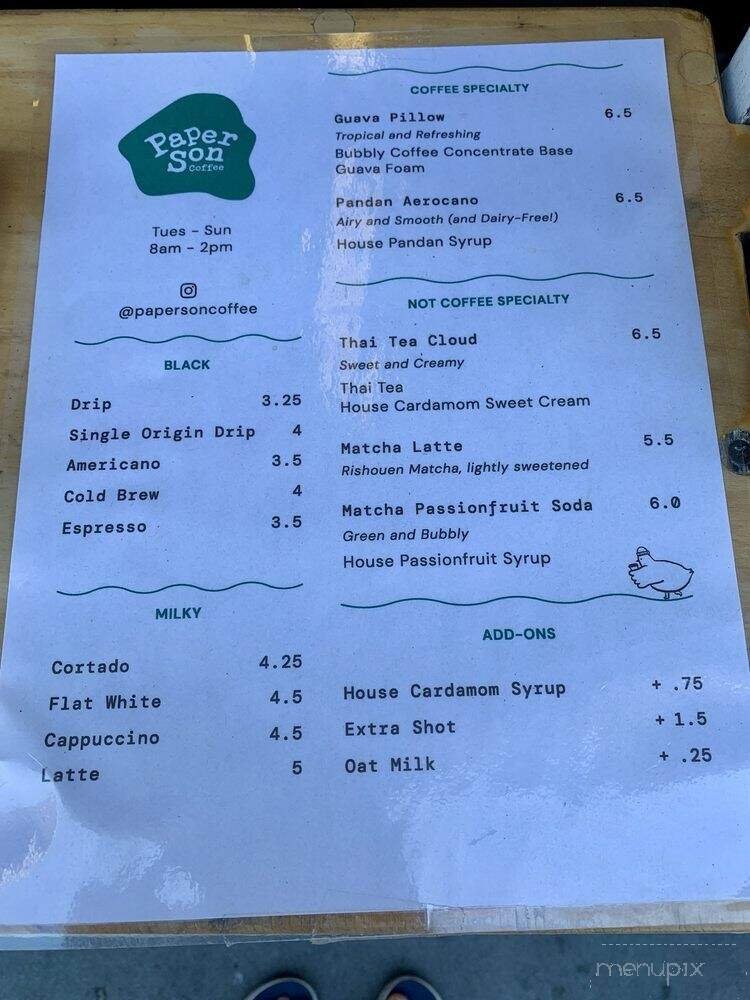 Paper
Son
Coffee
Tues - Sun
8am - 2pm
@papersoncoffee
BLACK
Drip 3.25
Single Origin Drip 4
Americano 3.5
Cold Brew 4
Espresso 3.5
MILKY
Cortado 4.25
Flat White 4.5
Cappuccino 4.5
Latte 5
COFFEE SPECIALTY
Guava Pillow 6.5
Tropical and Refreshing
Bubbly Coffee Concentrate Base
Guava Foam
Pandan Aerocano 6.5
Airy and Smooth (and Dairy-Free!)
House Pandan Syrup
NOT COFFEE SPECIALTY
Thai Tea Cloud 6.5
Sweet and Creamy
Thai Tea
House Cardamom Sweet Cream
Matcha Latte 5.5
Rishouen Matcha, lightly sweetened
Matcha Passionfruit Soda 6.0
Green and Bubbly
House Passionfruit Syrup
ADD-ONS
House Cardamom Syrup + .75
Extra Shot + 1.5
Oat Milk + .25
menupix